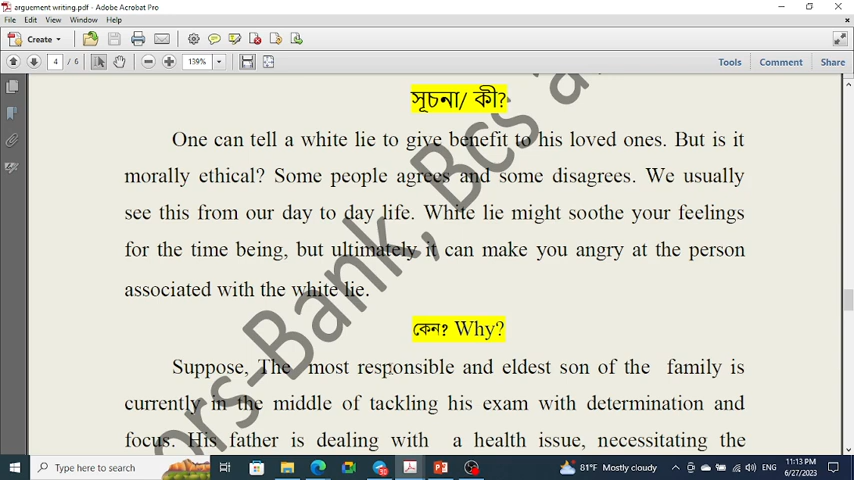 arguement writing.pdf - Adobe Acrobat Pro
File Edit View Window Help
Create
4 / 6 139% Tools Comment Share
সূচনা/ কী?
One can tell a white lie to give benefit to his loved ones. But is it
morally ethical? Some people agrees and some disagrees. We usually
see this from our day to day life. White lie might soothe your feelings
for the time being, but ultimately it can make you angry at the person
associated with the white lie.
কেন? Why?
Suppose, The most responsible and eldest son of the family is
currently in the middle of tackling his exam with determination and
focus. His father is dealing with a health issue, necessitating the
ors-Bank, Bcs a
Type here to search
81°F Mostly cloudy
ENG
11:13 PM
6/27/2023